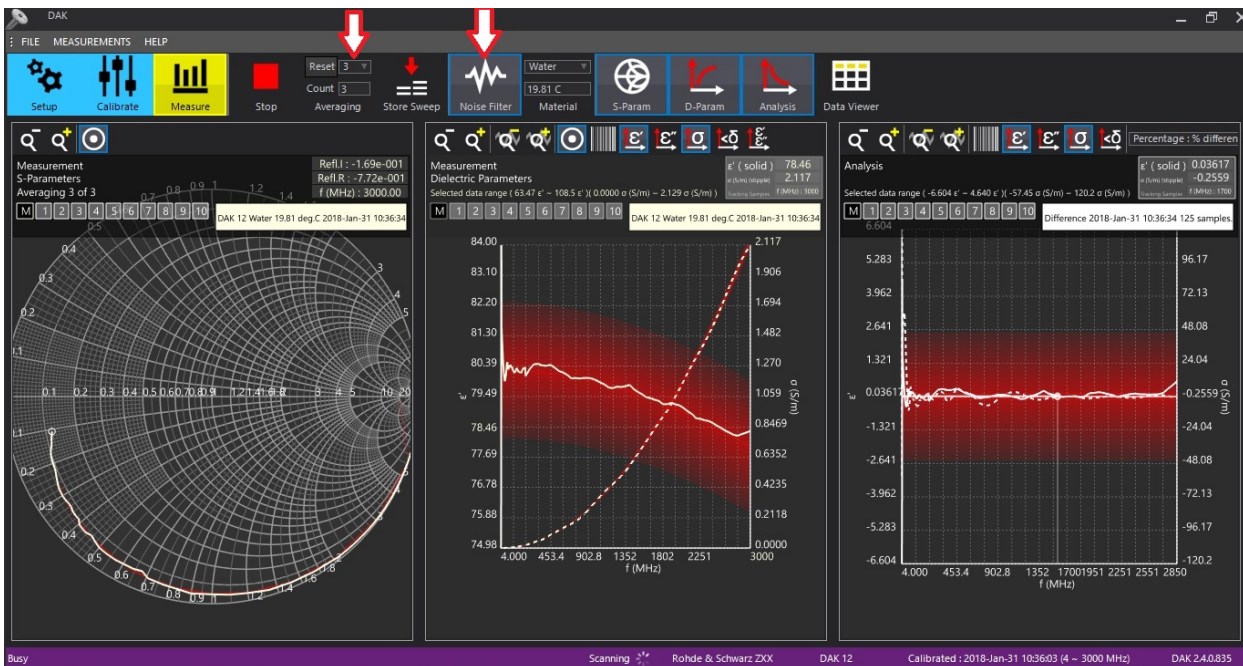 DAK
FILE MEASUREMENTS HELP
Setup Calibrate Measure Stop
Reset 3
Count 3
Averaging
Store Sweep
Noise Filter
Water
19.81 C
Material
S-Param D-Param Analysis Data Viewer
Measurement
S-Parameters
Averaging 3 of 3
Refl.I : -1.69e-001
Refl.R : -7.72e-001
f (MHz) : 3000.00
M 1 2 3 4 5 6 7 8 9 10
DAK 12 Water 19.81 deg.C 2018-Jan-31 10:36:34
ε' ε" σ <δ
Measurement
Dielectric Parameters
Selected data range ( 63.47 ε' ~ 108.5 ε' )( 0.0000 σ (S/m) ~ 2.129 σ (S/m) )
ε' ( solid ) 78.46
σ (S/m) (stipple) 2.117
Tracking Samples f (MHz) : 3000
M 1 2 3 4 5 6 7 8 9 10
DAK 12 Water 19.81 deg.C 2018-Jan-31 10:36:34
84.00 2.117
83.10 1.906
82.20 1.694
81.30 1.482
80.39 1.270
79.49 1.059
78.46 0.8469
77.69 0.6352
76.78 0.4235
75.88 0.2118
74.98 0.0000
ε'
σ (S/m)
4.000 453.4 902.8 1352 1802 2251 3000
f (MHz)
ε' ε" σ <δ Percentage : % differen
Analysis
Selected data range ( -6.604 ε' ~ 4.640 ε' )( -57.45 σ (S/m) ~ 120.2 σ (S/m) )
ε' ( solid ) 0.03617
σ (S/m) (stipple) -0.2559
Tracking Samples f (MHz) : 1700
M 1 2 3 4 5 6 7 8 9 10
Difference 2018-Jan-31 10:36:34 125 samples.
6.604
5.283 96.17
3.962 72.13
2.641 48.08
1.321 24.04
0.0361 -0.2559
-1.321 -24.04
-2.641 -48.08
-3.962 -72.13
-5.283 -96.17
-6.604 -120.2
ε'
σ (S/m)
4.000 453.4 902.8 1352 1700 1951 2251 2551 2850
f (MHz)
Busy Scanning Rohde & Schwarz ZXX DAK 12 Calibrated : 2018-Jan-31 10:36:03 (4 ~ 3000 MHz) DAK 2.4.0.835